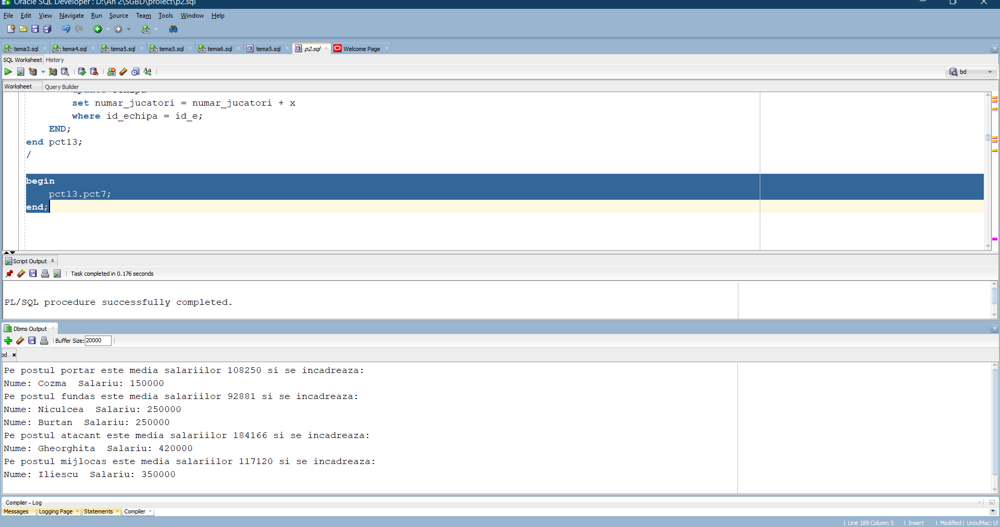 Oracle SQL Developer : D:\An 2\SGBD\proiect\p2.sql
File Edit View Navigate Run Source Team Tools Window Help
tema3.sql tema4.sql tema5.sql tema5.sql tema6.sql tema5.sql p2.sql Welcome Page
SQL Worksheet History
bd
Worksheet Query Builder
set numar_jucatori = numar_jucatori + x
where id_echipa = id_e;
END;
end pct13;
/
begin
pct13.pct7;
end;
Script Output
Task completed in 0.176 seconds
PL/SQL procedure successfully completed.
Dbms Output
Buffer Size: 20000
bd
Pe postul portar este media salariilor 108250 si se incadreaza:
Nume: Cozma Salariu: 150000
Pe postul fundas este media salariilor 92881 si se incadreaza:
Nume: Niculcea Salariu: 250000
Nume: Burtan Salariu: 250000
Pe postul atacant este media salariilor 184166 si se incadreaza:
Nume: Gheorghita Salariu: 420000
Pe postul mijlocas este media salariilor 117120 si se incadreaza:
Nume: Iliescu Salariu: 350000
Compiler - Log
Messages Logging Page Statements Compiler
| Line 189 Column 5 | Insert | Modified | Unix/Mac: LF